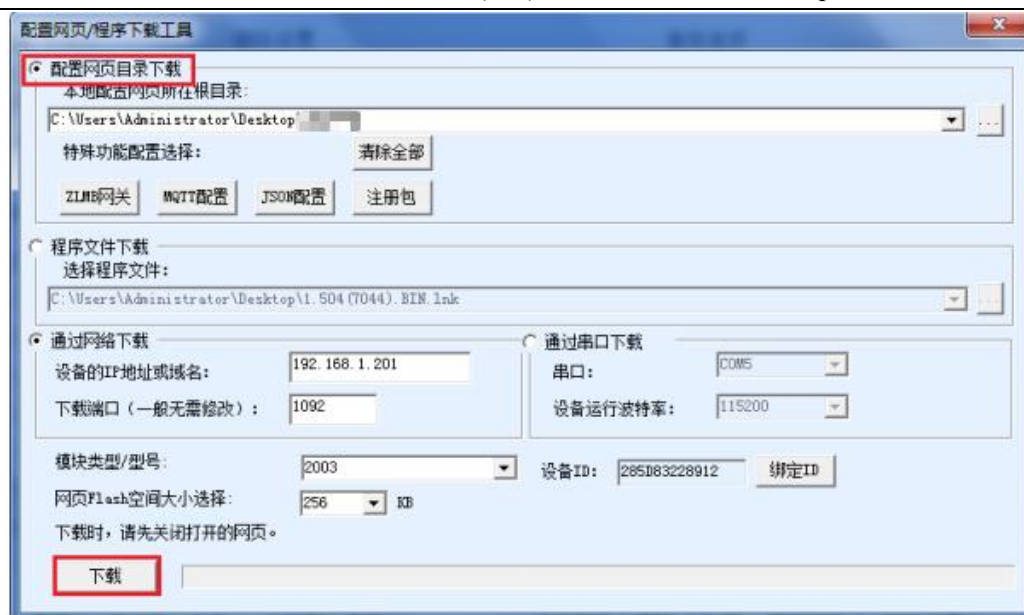 配置网页/程序下载工具
配置网页目录下载
本地配置网页所在根目录:
C:\Users\Administrator\Desktop\
...
特殊功能配置选择:
清除全部
ZLMB网关 MQTT配置 JSON配置 注册包
程序文件下载
选择程序文件:
C:\Users\Administrator\Desktop\1.504(7044).BIN.lnk
...
通过网络下载
设备的IP地址或域名: 192.168.1.201
下载端口(一般无需修改): 1092
通过串口下载
串口: COM5
设备运行波特率: 115200
模块类型/型号: 2003
设备ID: 285D83228912 绑定ID
网页Flash空间大小选择: 256 KB
下载时,请先关闭打开的网页。
下载